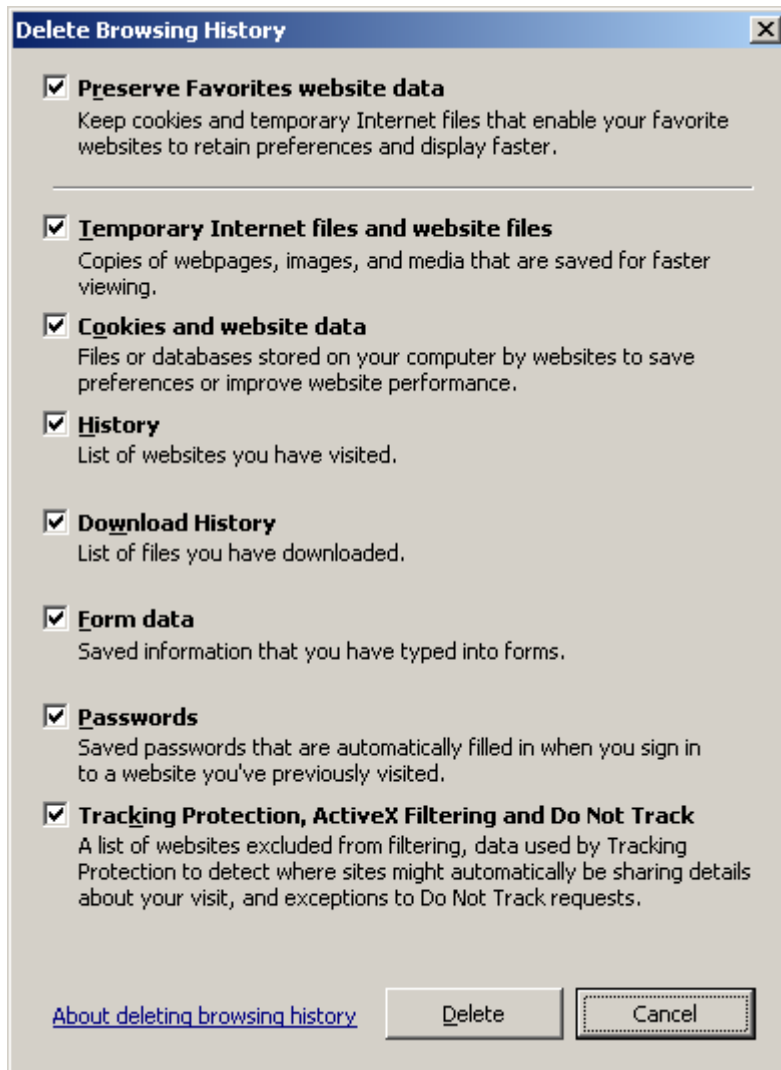 Delete Browsing History
Preserve Favorites website data
Keep cookies and temporary Internet files that enable your favorite
websites to retain preferences and display faster.
Temporary Internet files and website files
Copies of webpages, images, and media that are saved for faster
viewing.
Cookies and website data
Files or databases stored on your computer by websites to save
preferences or improve website performance.
History
List of websites you have visited.
Download History
List of files you have downloaded.
Form data
Saved information that you have typed into forms.
Passwords
Saved passwords that are automatically filled in when you sign in
to a website you've previously visited.
Tracking Protection, ActiveX Filtering and Do Not Track
A list of websites excluded from filtering, data used by Tracking
Protection to detect where sites might automatically be sharing details
about your visit, and exceptions to Do Not Track requests.
About deleting browsing history
Delete
Cancel